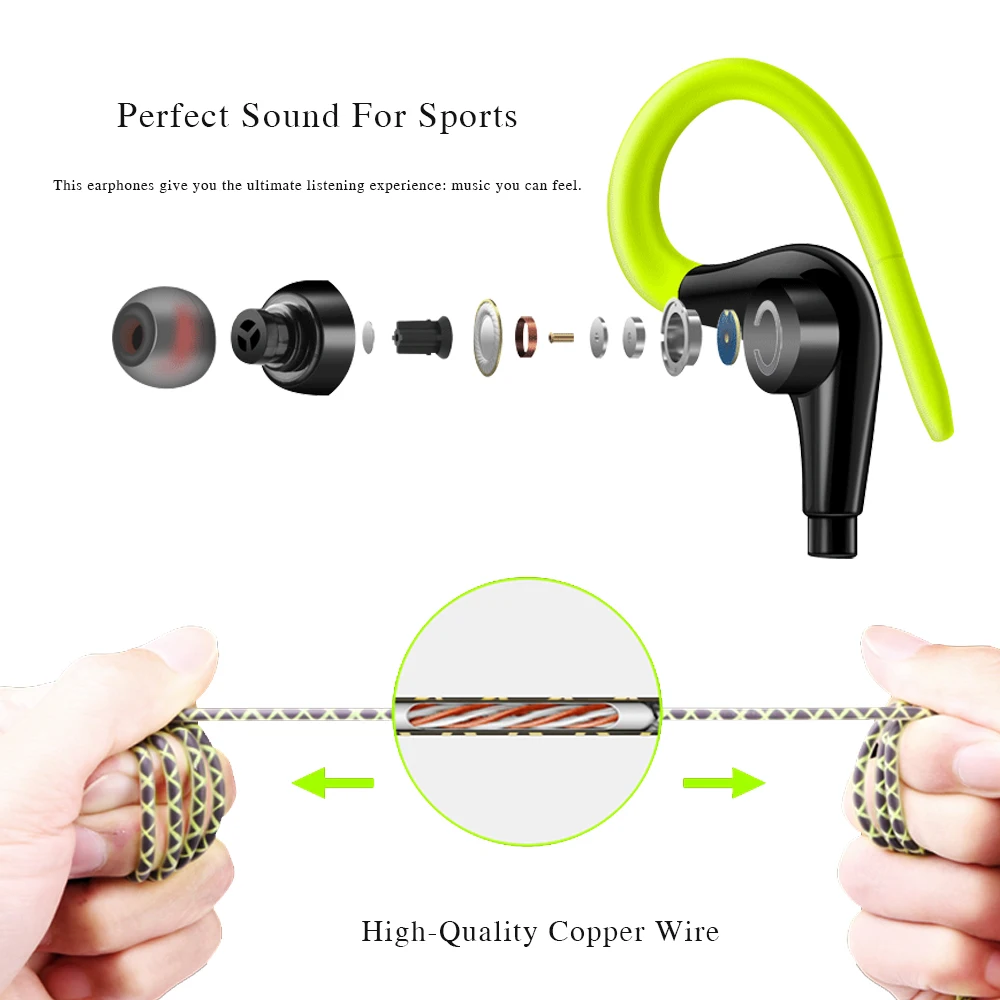 Perfect Sound For Sports
This earphones give you the ultimate listening experience: music you can feel.
High-Quality Copper Wire